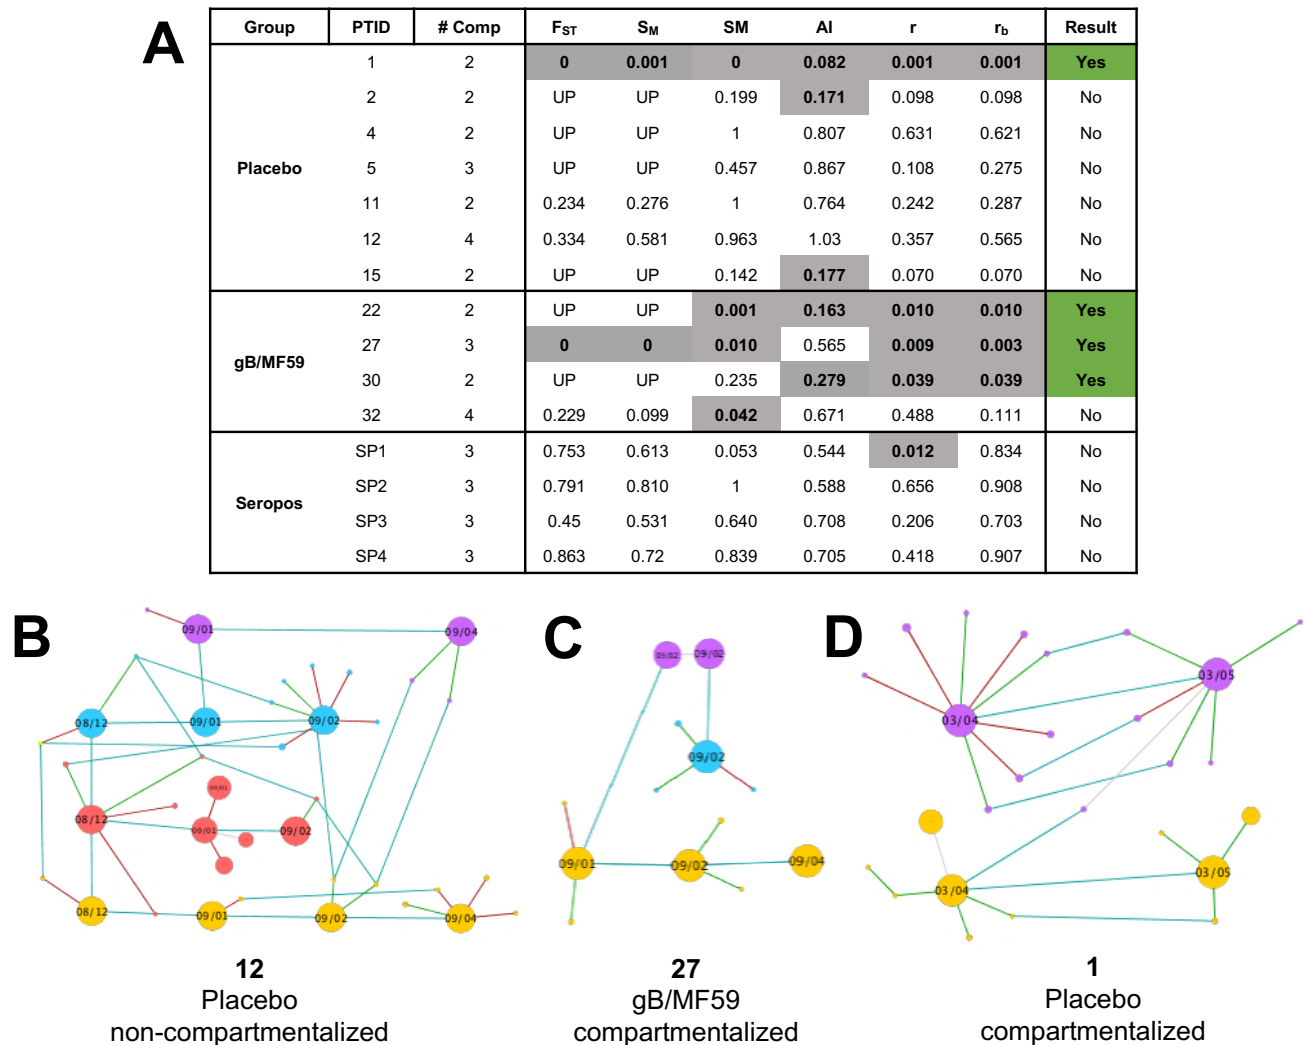 A
Group PTID # Comp FST SM SM AI r rb Result
1 2 0 0.001 0 0.082 0.001 0.001 Yes
2 2 UP UP 0.199 0.171 0.098 0.098 No
4 2 UP UP 1 0.807 0.631 0.621 No
Placebo 5 3 UP UP 0.457 0.867 0.108 0.275 No
11 2 0.234 0.276 1 0.764 0.242 0.287 No
12 4 0.334 0.581 0.963 1.03 0.357 0.565 No
15 2 UP UP 0.142 0.177 0.070 0.070 No
22 2 UP UP 0.001 0.163 0.010 0.010 Yes
gB/MF59
27 3 0 0 0.010 0.565 0.009 0.003 Yes
30 2 UP UP 0.235 0.279 0.039 0.039 Yes
32 4 0.229 0.099 0.042 0.671 0.488 0.111 No
SP1 3 0.753 0.613 0.053 0.544 0.012 0.834 No
Seropos
SP2 3 0.791 0.810 1 0.588 0.656 0.908 No
SP3 3 0.45 0.531 0.640 0.708 0.206 0.703 No
SP4 3 0.863 0.72 0.839 0.705 0.418 0.907 No
B
09/01 09/04
08/12 09/01 09/02
09/01
08/12 09/01 09/02
08/12 09/01 09/02 09/04
12
Placebo
non-compartmentalized
C
09/02 09/02
09/02
09/01 09/02 09/04
27
gB/MF59
compartmentalized
D
03/05
03/04
03/04 03/05
1
Placebo
compartmentalized